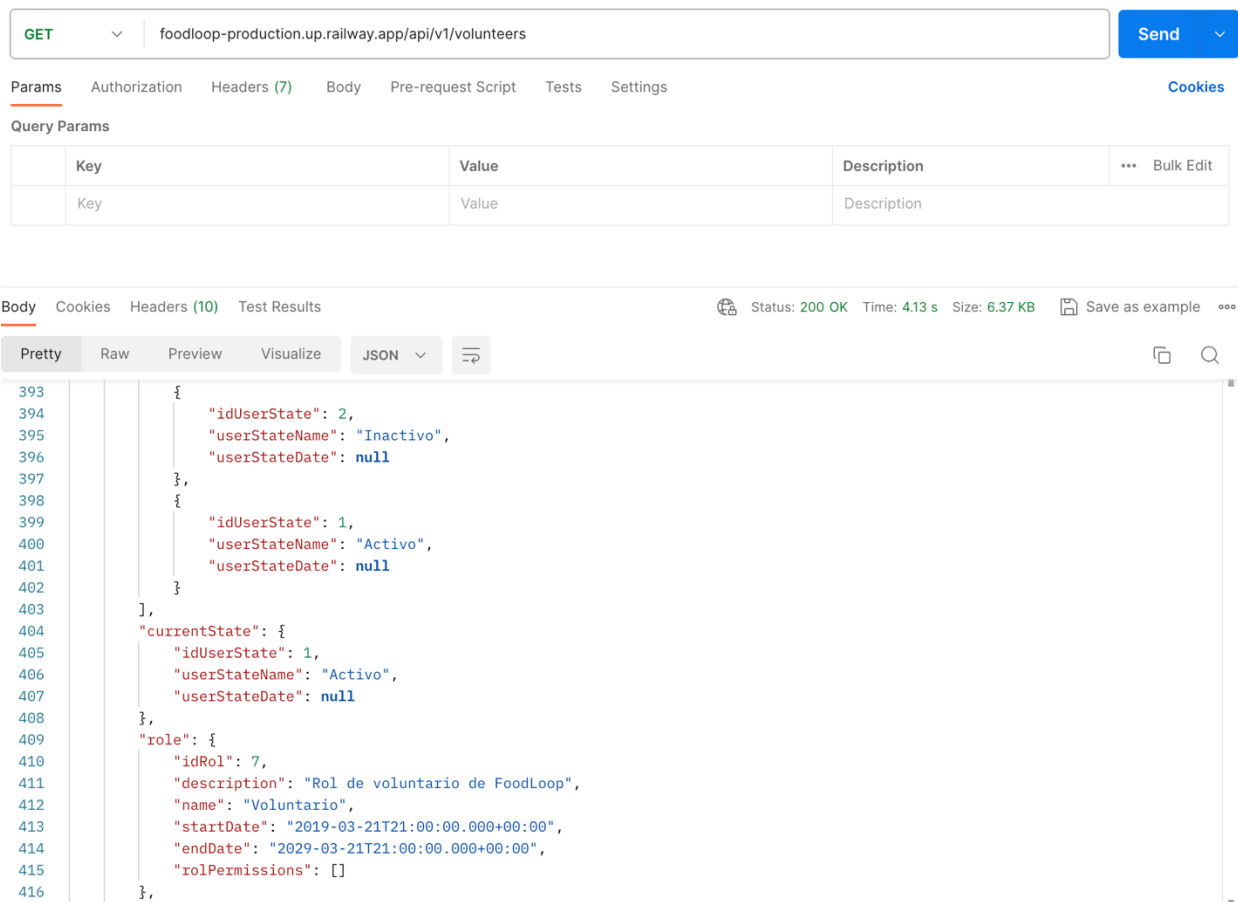 GET foodloop-production.up.railway.app/api/v1/volunteers Send
Params Authorization Headers (7) Body Pre-request Script Tests Settings Cookies
Query Params
Key Value Description ••• Bulk Edit
Key Value Description
Body Cookies Headers (10) Test Results Status: 200 OK Time: 4.13 s Size: 6.37 KB Save as example
Pretty Raw Preview Visualize JSON
393 {
394 "idUserState": 2,
395 "userStateName": "Inactivo",
396 "userStateDate": null
397 },
398 {
399 "idUserState": 1,
400 "userStateName": "Activo",
401 "userStateDate": null
402 }
403 ],
404 "currentState": {
405 "idUserState": 1,
406 "userStateName": "Activo",
407 "userStateDate": null
408 },
409 "role": {
410 "idRol": 7,
411 "description": "Rol de voluntario de FoodLoop",
412 "name": "Voluntario",
413 "startDate": "2019-03-21T21:00:00.000+00:00",
414 "endDate": "2029-03-21T21:00:00.000+00:00",
415 "rolPermissions": []
416 },